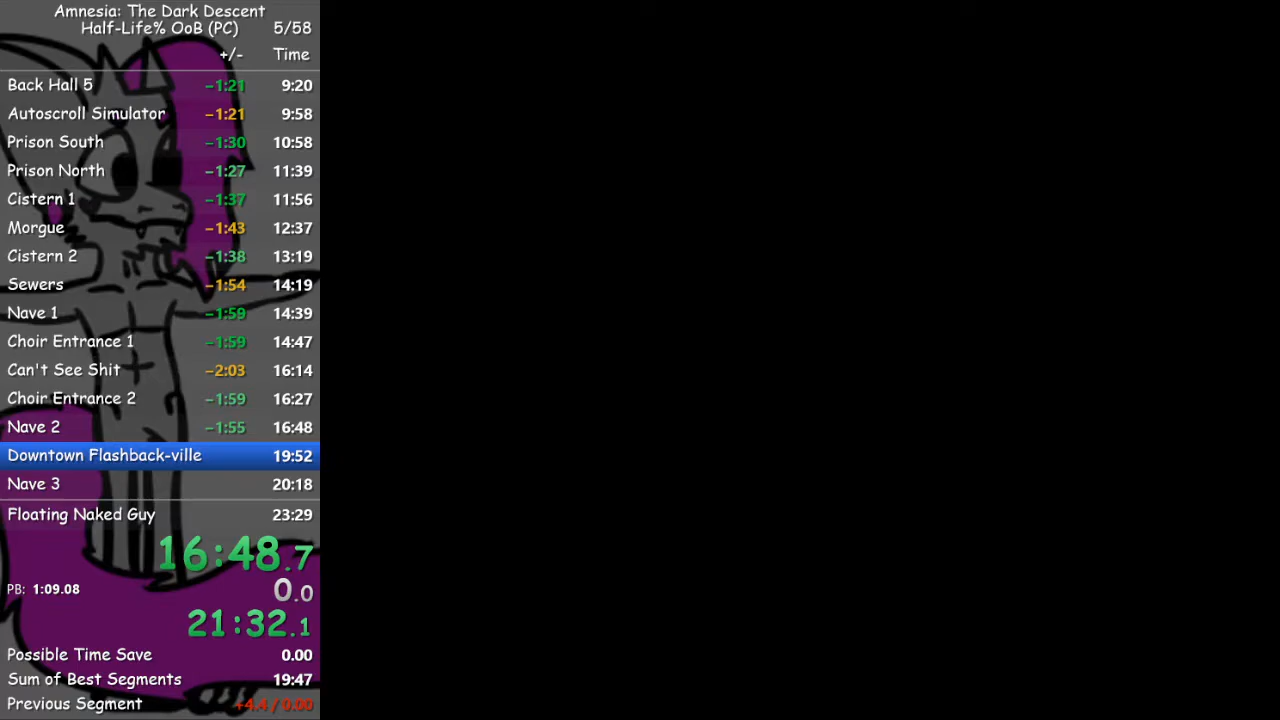 Amnesia: The Dark Descent
Half-Life% OoB (PC) 5/58
+/- Time
Back Hall 5 −1:21 9:20
Autoscroll Simulator −1:21 9:58
Prison South −1:30 10:58
Prison North −1:27 11:39
Cistern 1 −1:37 11:56
Morgue −1:43 12:37
Cistern 2 −1:38 13:19
Sewers −1:54 14:19
Nave 1 −1:59 14:39
Choir Entrance 1 −1:59 14:47
Can't See Shit −2:03 16:14
Choir Entrance 2 −1:59 16:27
Nave 2 −1:55 16:48
Downtown Flashback-ville 19:52
Nave 3 20:18
Floating Naked Guy 23:29
16:48.7
PB: 1:09.08 0.0
21:32.1
Possible Time Save 0.00
Sum of Best Segments 19:47
Previous Segment +4.4 / 0.00